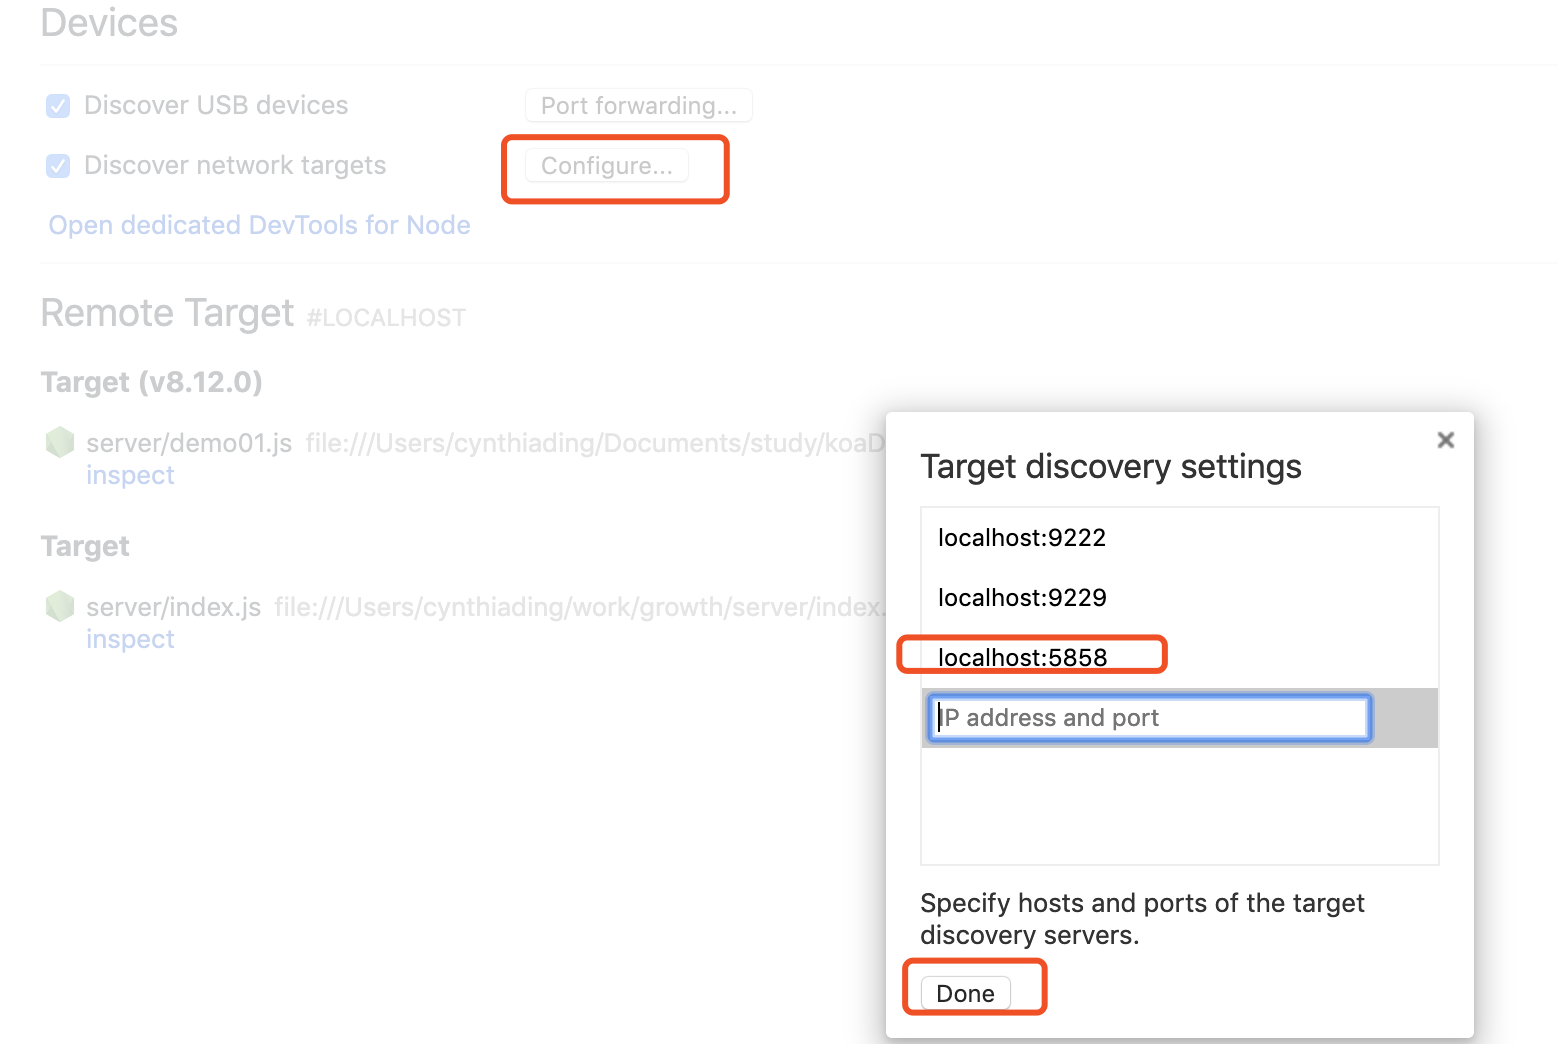 Devices
Discover USB devices
Port forwarding...
Discover network targets
Configure...
Open dedicated DevTools for Node
Remote Target #LOCALHOST
Target (v8.12.0)
server/demo01.js file:///Users/cynthiading/Documents/study/koaD
inspect
Target
server/index.js file:///Users/cynthiading/work/growth/server/index.
inspect
Target discovery settings
localhost:9222
localhost:9229
localhost:5858
IP address and port
Specify hosts and ports of the target
discovery servers.
Done